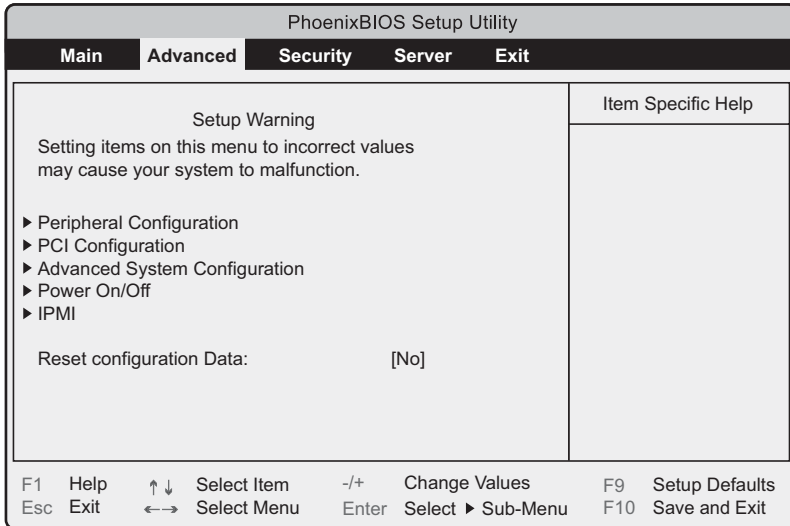 PhoenixBIOS Setup Utility
Main Advanced Security Server Exit
Item Specific Help
Setup Warning
Setting items on this menu to incorrect values
may cause your system to malfunction.
▶ Peripheral Configuration
▶ PCI Configuration
▶ Advanced System Configuration
▶ Power On/Off
▶ IPMI
Reset configuration Data: [No]
F1 Help ↑↓ Select Item -/+ Change Values F9 Setup Defaults
Esc Exit ←→ Select Menu Enter Select ▶ Sub-Menu F10 Save and Exit